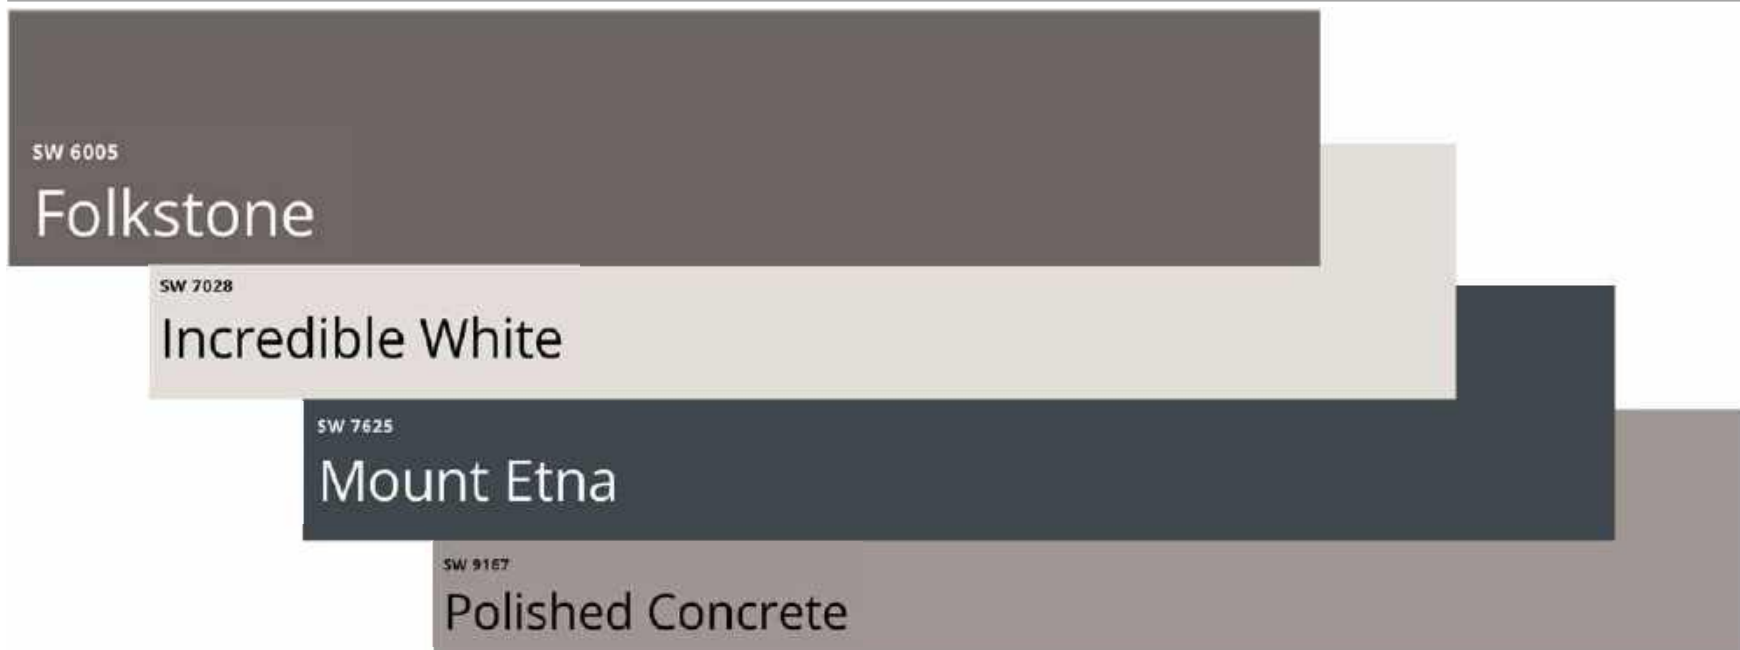 SW 6005
Folkstone
SW 7028
Incredible White
SW 7625
Mount Etna
SW 9167
Polished Concrete